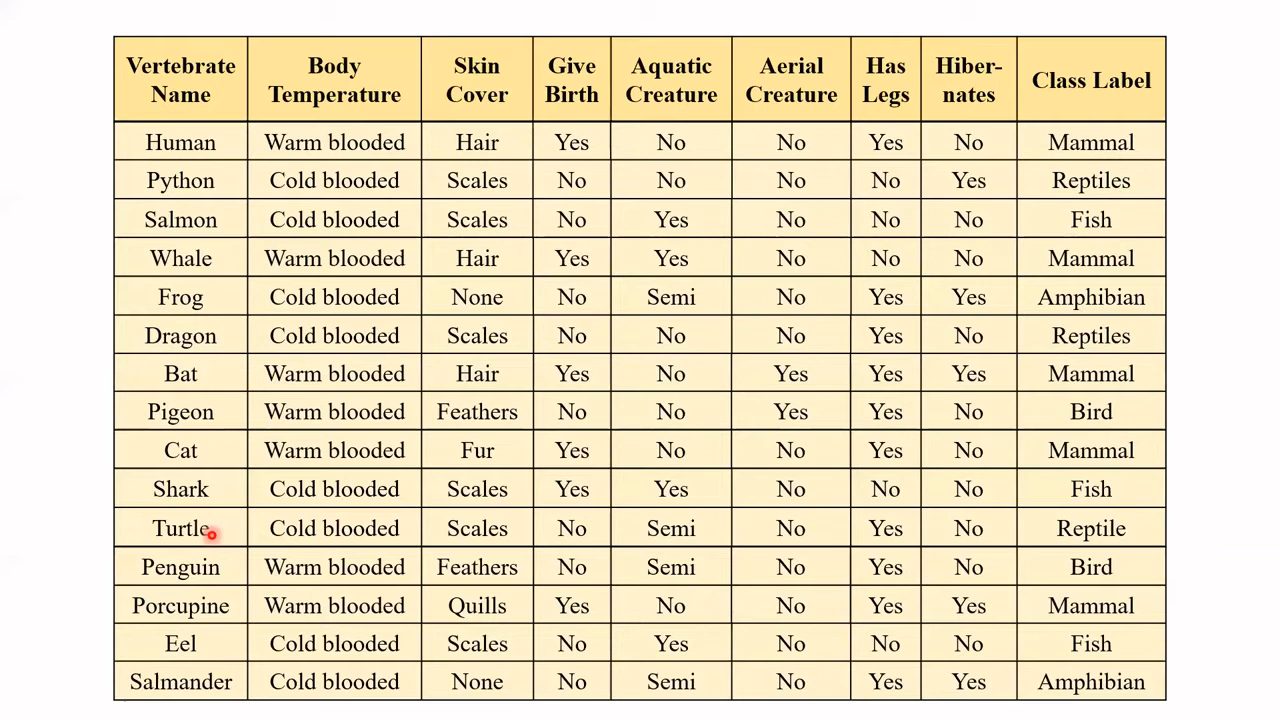 Vertebrate Name Body Temperature Skin Cover Give Birth Aquatic Creature Aerial Creature Has Legs Hiber-nates Class Label
Human Warm blooded Hair Yes No No Yes No Mammal
Python Cold blooded Scales No No No No Yes Reptiles
Salmon Cold blooded Scales No Yes No No No Fish
Whale Warm blooded Hair Yes Yes No No No Mammal
Frog Cold blooded None No Semi No Yes Yes Amphibian
Dragon Cold blooded Scales No No No Yes No Reptiles
Bat Warm blooded Hair Yes No Yes Yes Yes Mammal
Pigeon Warm blooded Feathers No No Yes Yes No Bird
Cat Warm blooded Fur Yes No No Yes No Mammal
Shark Cold blooded Scales Yes Yes No No No Fish
Turtle Cold blooded Scales No Semi No Yes No Reptile
Penguin Warm blooded Feathers No Semi No Yes No Bird
Porcupine Warm blooded Quills Yes No No Yes Yes Mammal
Eel Cold blooded Scales No Yes No No No Fish
Salmander Cold blooded None No Semi No Yes Yes Amphibian